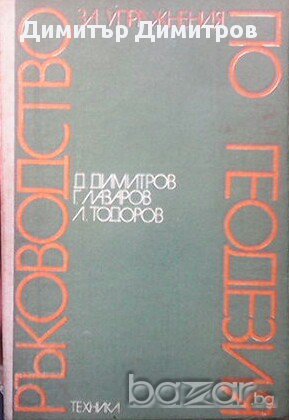 Димитър Димитров
РЪКОВОДСТВО
ЗА УПРАЖНЕНИЯ
ПО ГЕОДЕЗИЯ
Д. ДИМИТРОВ
Г. ЛАЗАРОВ
Л. ТОДОРОВ
ТЕХНИКА
bazar.bg